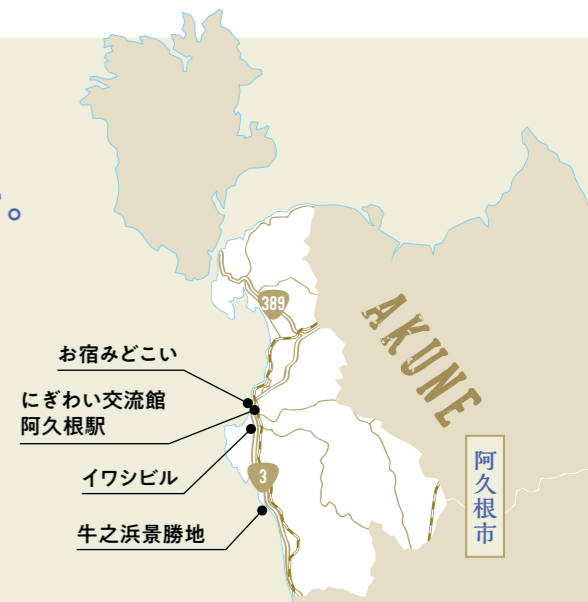 。
389
AKUNE
お宿みどこい
にぎわい交流館
阿久根駅
イワシビル
3
阿久根市
牛之浜景勝地